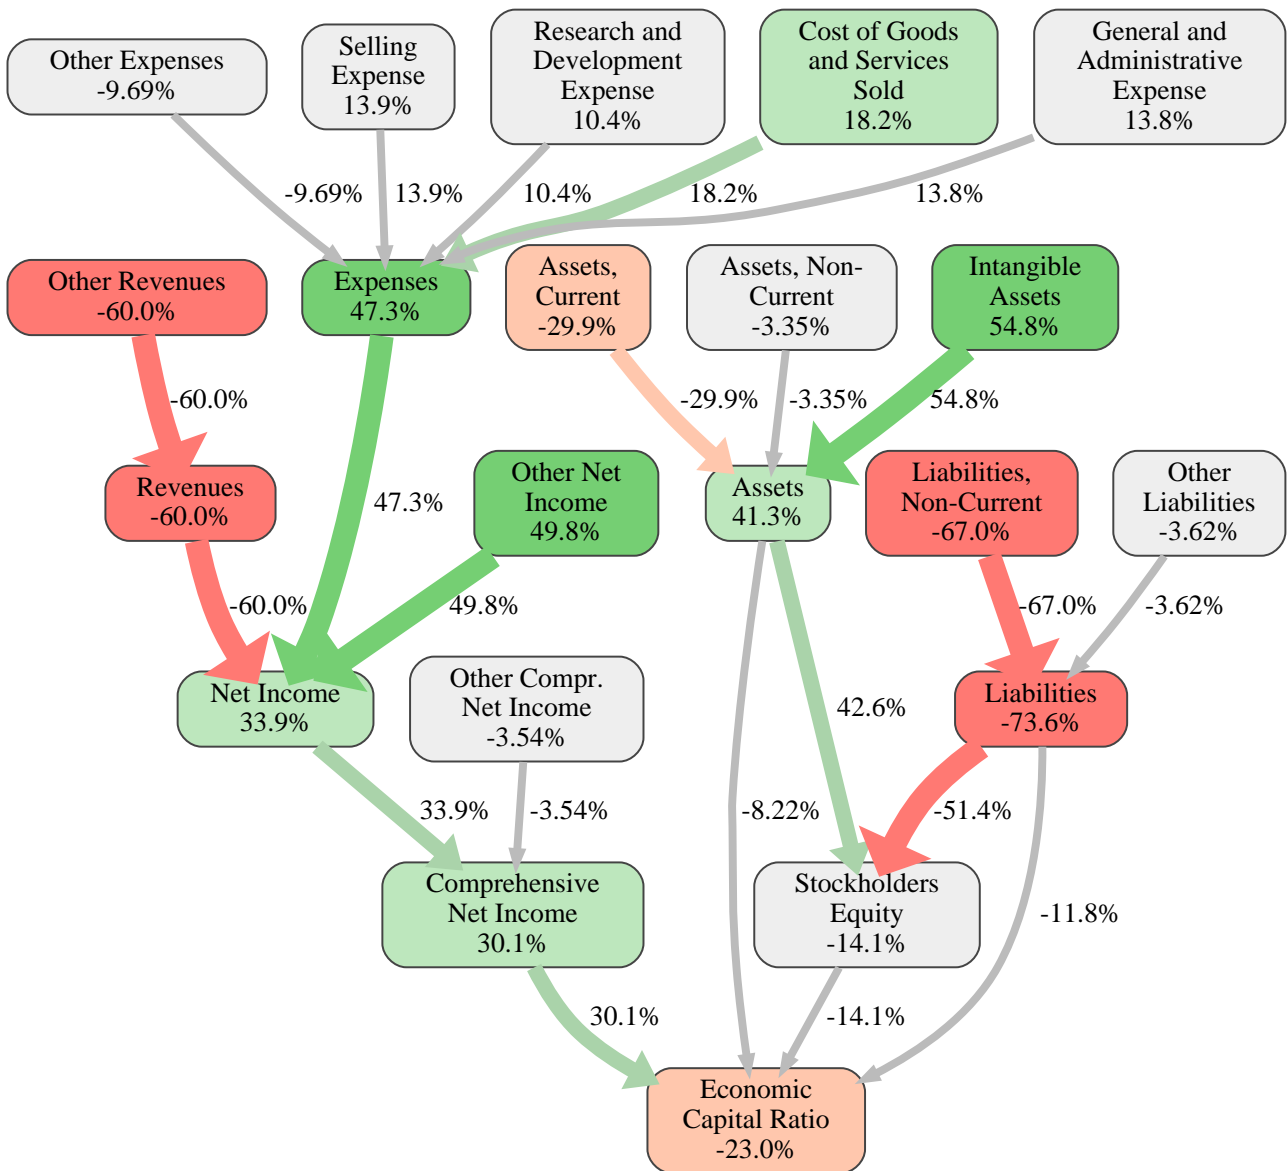 Other Expenses
-9.69%
Selling
Expense
13.9%
Research and
Development
Expense
10.4%
Cost of Goods
and Services
Sold
18.2%
General and
Administrative
Expense
13.8%
-9.69%
13.9%
10.4%
18.2%
13.8%
Other Revenues
-60.0%
Expenses
47.3%
Assets,
Current
-29.9%
Assets, Non-
Current
-3.35%
Intangible
Assets
54.8%
-60.0%
-29.9%
-3.35%
54.8%
Revenues
-60.0%
47.3%
Other Net
Income
49.8%
Assets
41.3%
Liabilities,
Non-Current
-67.0%
Other
Liabilities
-3.62%
-60.0%
49.8%
-67.0%
-3.62%
Net Income
33.9%
Other Compr.
Net Income
-3.54%
42.6%
Liabilities
-73.6%
33.9%
-3.54%
-8.22%
-51.4%
Comprehensive
Net Income
30.1%
Stockholders
Equity
-14.1%
-11.8%
30.1%
-14.1%
Economic
Capital Ratio
-23.0%